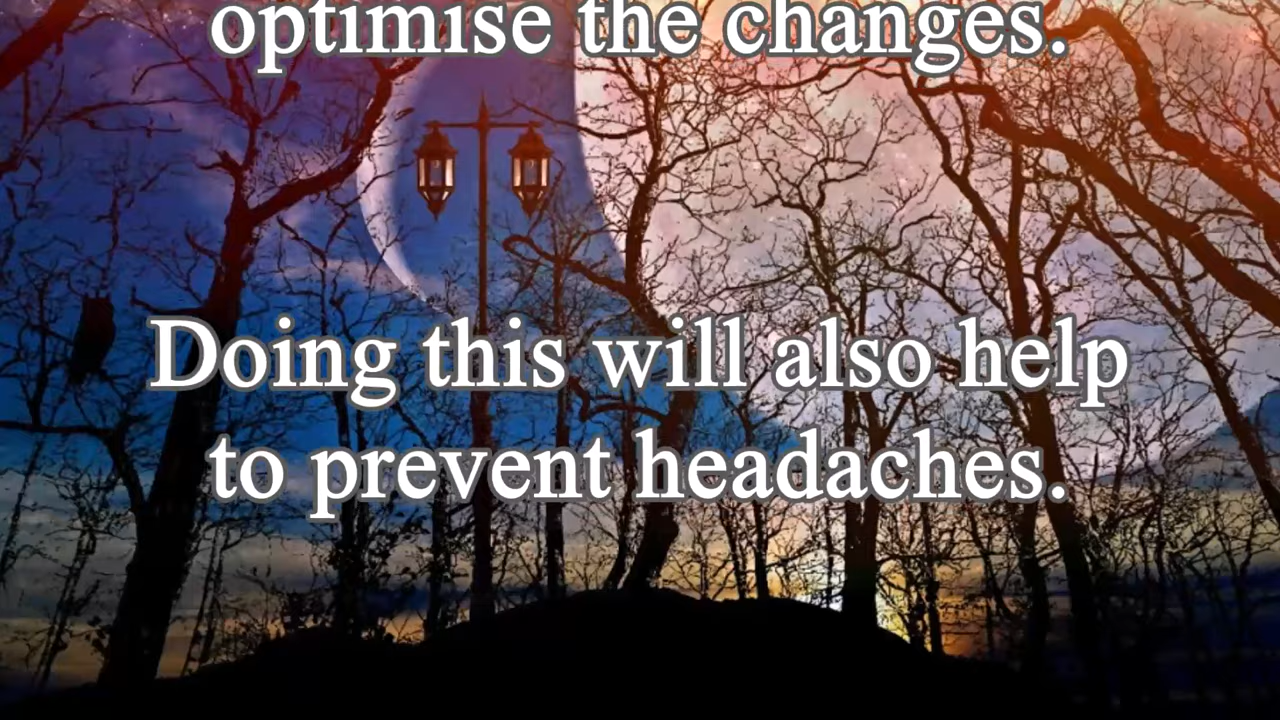 optimise the changes.
Doing this will also help
to prevent headaches.